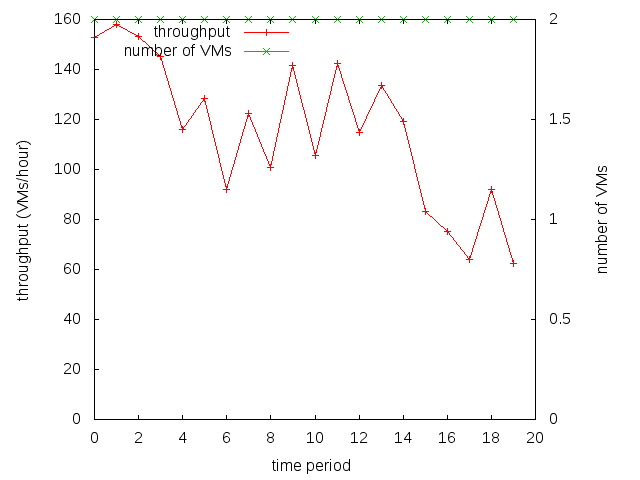 160
140
120
100
80
60
40
20
0
throughput (VMs/hour)
throughput
number of VMs
2
1.5
1
0.5
0
number of VMs
0 2 4 6 8 10 12 14 16 18 20
time period